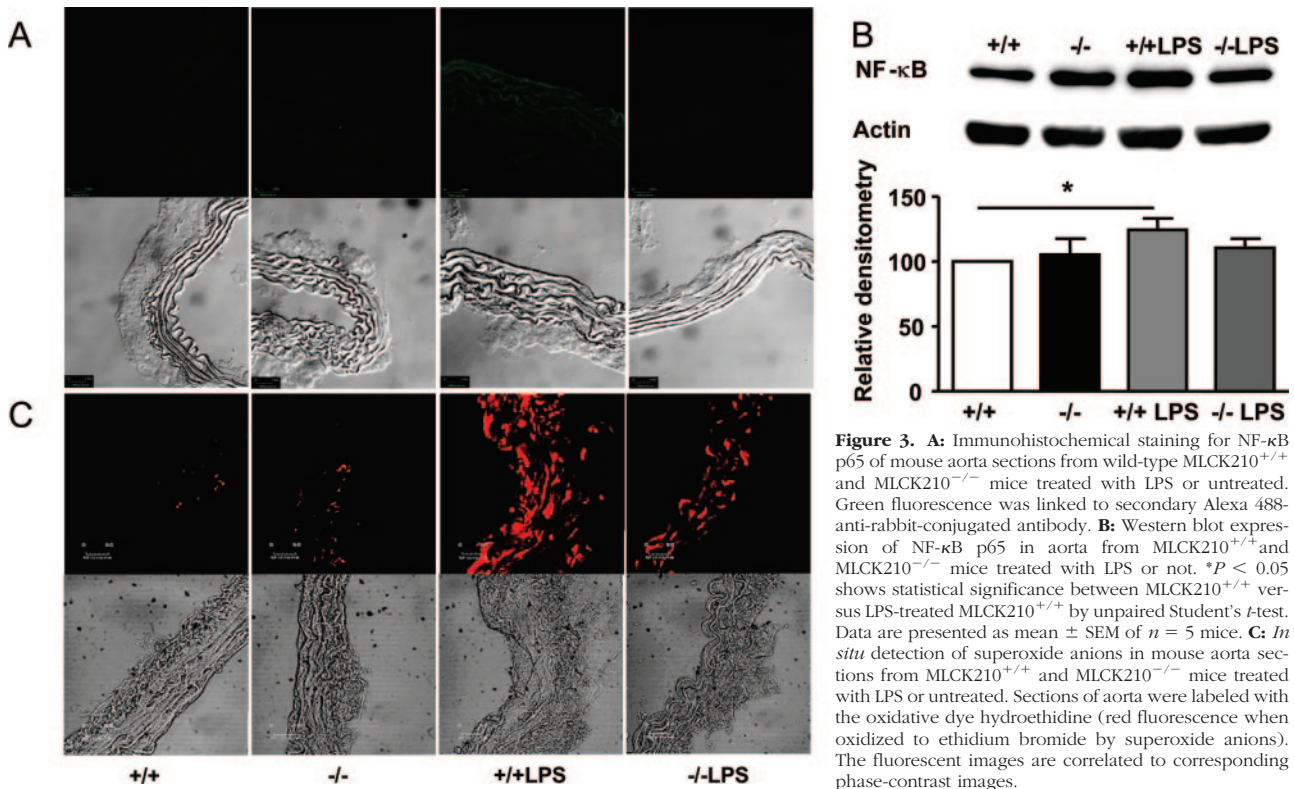 A
B
+/+ -/- +/+LPS -/-LPS
NF-κB
Actin
Relative densitometry
150
100
50
0
*
+/+ -/- +/+ LPS -/- LPS
C
+/+ -/- +/+LPS -/-LPS
Figure 3. A: Immunohistochemical staining for NF-κB
p65 of mouse aorta sections from wild-type MLCK210+/+
and MLCK210−/− mice treated with LPS or untreated.
Green fluorescence was linked to secondary Alexa 488-
anti-rabbit-conjugated antibody. B: Western blot expres-
sion of NF-κB p65 in aorta from MLCK210+/+and
MLCK210−/− mice treated with LPS or not. *P < 0.05
shows statistical significance between MLCK210+/+ ver-
sus LPS-treated MLCK210+/+ by unpaired Student's t-test.
Data are presented as mean ± SEM of n = 5 mice. C: In
situ detection of superoxide anions in mouse aorta sec-
tions from MLCK210+/+ and MLCK210−/− mice treated
with LPS or untreated. Sections of aorta were labeled with
the oxidative dye hydroethidine (red fluorescence when
oxidized to ethidium bromide by superoxide anions).
The fluorescent images are correlated to corresponding
phase-contrast images.